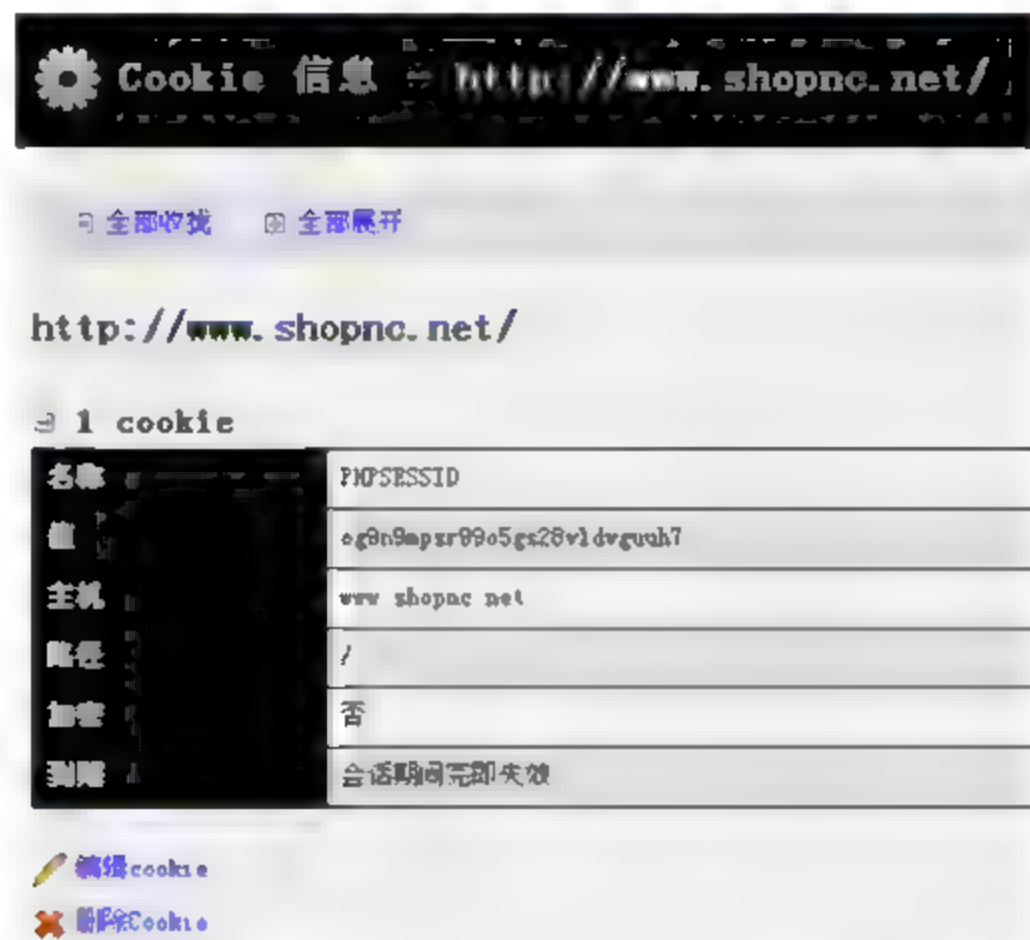 Cookie 信息 - http://www.shopnc.net/
全部收拢 全部展开
http://www.shopnc.net/
1 cookie
名称 PHPSESSID
值
主机 www.shopnc.net
路径 /
加密 否
到期 会话期间完即失效
编辑cookie
删除Cookie